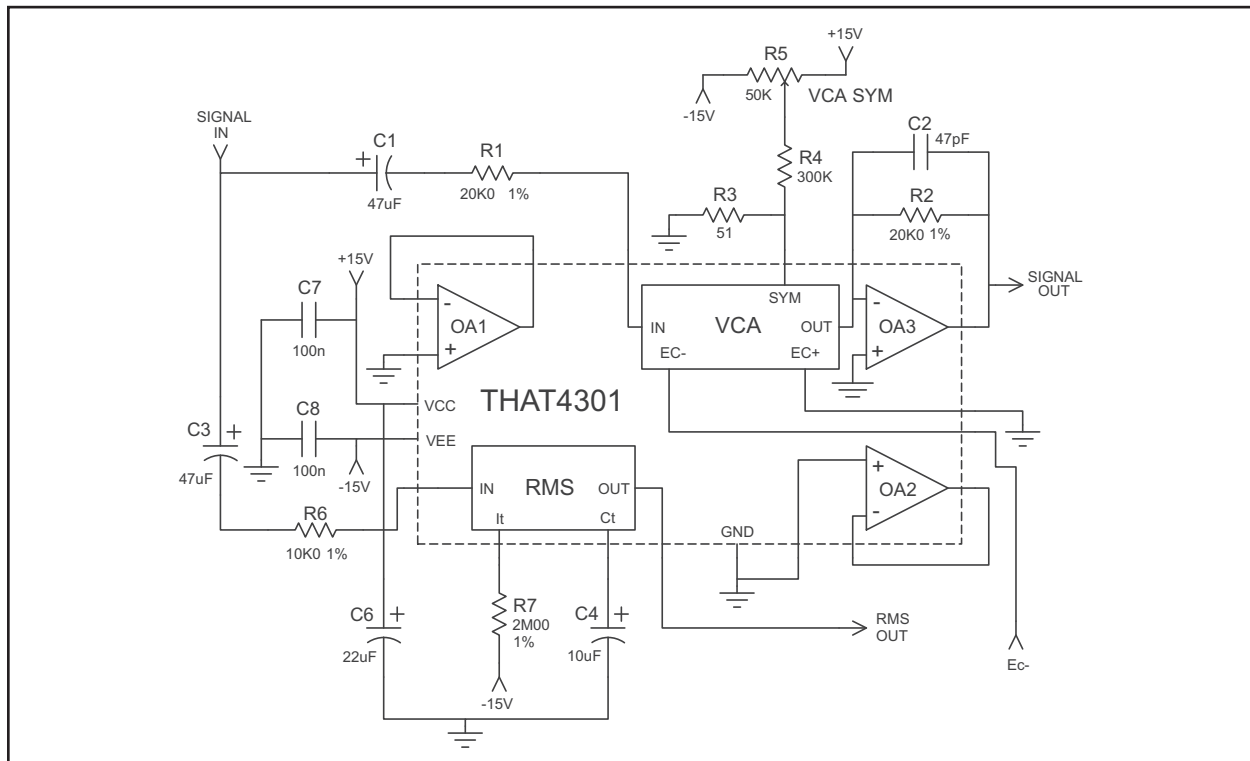 +15V
R5
50K
VCA SYM
-15V
SIGNAL
IN
C1
+
47uF
R1
20K0 1%
R4
300K
R3
51
C2
47pF
R2
20K0 1%
+15V
C7
100n
-
OA1
+
SYM
IN
VCA
OUT
EC-
EC+
-
OA3
+
SIGNAL
OUT
THAT4301
VCC
C8
VEE
100n
-15V
C3
+
47uF
R6
10K0 1%
IN
RMS
OUT
It
Ct
GND
+
OA2
-
C6
+
22uF
R7
2M00
1%
-15V
C4
+
10uF
RMS
OUT
Ec-